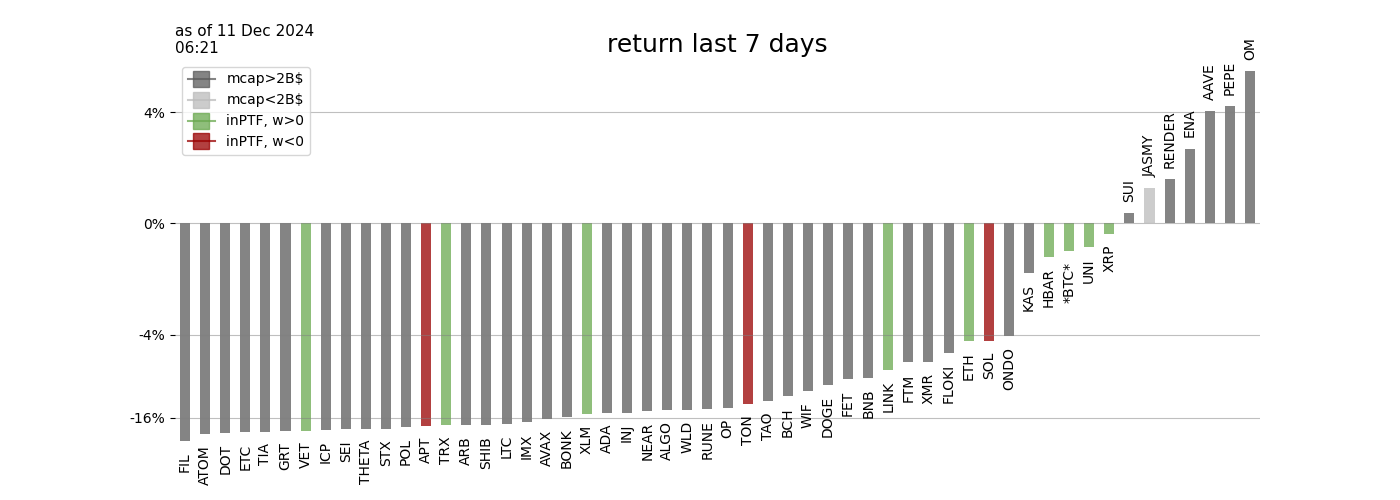 as of 11 Dec 2024
06:21
return last 7 days
mcap>2B$
mcap<2B$
inPTF, w>0
inPTF, w<0
4%
0%
-4%
-16%
FIL
ATOM
DOT
ETC
TIA
GRT
VET
ICP
SEI
THETA
STX
POL
APT
TRX
ARB
SHIB
LTC
IMX
AVAX
BONK
XLM
ADA
INJ
NEAR
ALGO
WLD
RUNE
OP
TON
TAO
BCH
WIF
DOGE
FET
BNB
LINK
FTM
XMR
FLOKI
ETH
SOL
ONDO
KAS
HBAR
*BTC*
UNI
XRP
SUI
JASMY
RENDER
ENA
AAVE
PEPE
OM